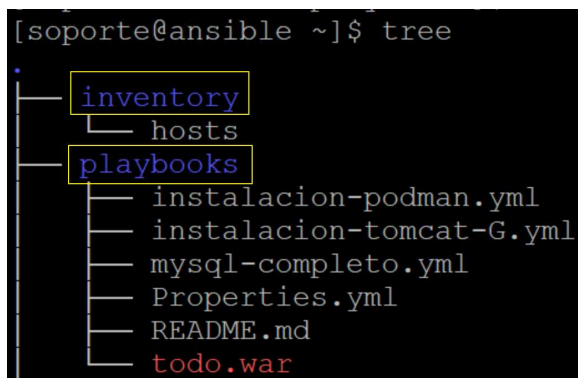 [soporte@ansible ~]$ tree
.
├── inventory
│   └── hosts
├── playbooks
│   ├── instalacion-podman.yml
│   ├── instalacion-tomcat-G.yml
│   ├── mysql-completo.yml
│   ├── Properties.yml
│   ├── README.md
│   └── todo.war